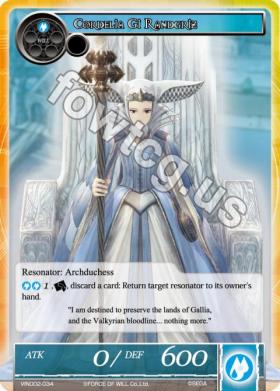 Cordelia Gi Randgriz
WILL
fowtcg.us
Resonator: Archduchess
1 , , discard a card: Return target resonator to its owner's
hand.
"I am destined to preserve the lands of Gallia,
and the Valkyrian bloodline... nothing more."
ATK 0 / DEF 600
VIN002-034 ©FORCE OF WILL Co.,Ltd. ©SEGA